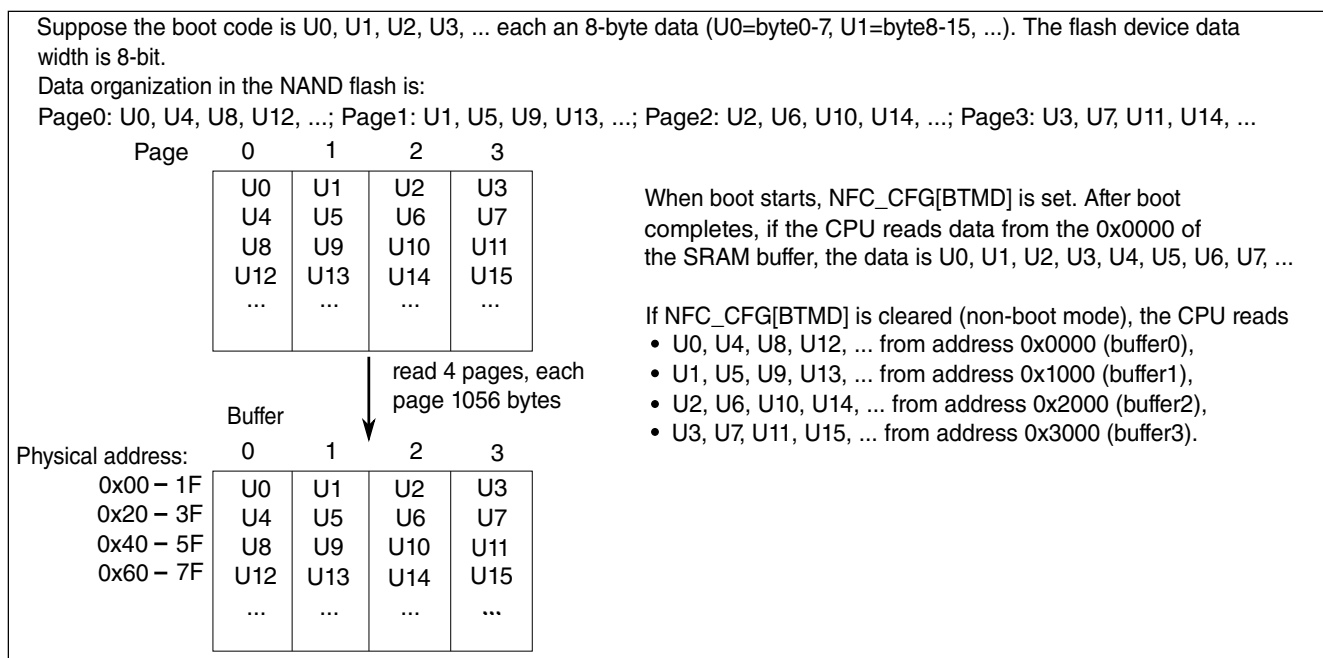 Suppose the boot code is U0, U1, U2, U3, ... each an 8-byte data (U0=byte0-7, U1=byte8-15, ...). The flash device data
width is 8-bit.
Data organization in the NAND flash is:
Page0: U0, U4, U8, U12, ...; Page1: U1, U5, U9, U13, ...; Page2: U2, U6, U10, U14, ...; Page3: U3, U7, U11, U14, ...
Page 0 1 2 3
U0 U1 U2 U3
U4 U5 U6 U7
U8 U9 U10 U11
U12 U13 U14 U15
... ... ... ...
read 4 pages, each
page 1056 bytes
Buffer
Physical address: 0 1 2 3
0x00 – 1F U0 U1 U2 U3
0x20 – 3F U4 U5 U6 U7
0x40 – 5F U8 U9 U10 U11
0x60 – 7F U12 U13 U14 U15
... ... ... ...
When boot starts, NFC_CFG[BTMD] is set. After boot
completes, if the CPU reads data from the 0x0000 of
the SRAM buffer, the data is U0, U1, U2, U3, U4, U5, U6, U7, ...
If NFC_CFG[BTMD] is cleared (non-boot mode), the CPU reads
• U0, U4, U8, U12, ... from address 0x0000 (buffer0),
• U1, U5, U9, U13, ... from address 0x1000 (buffer1),
• U2, U6, U10, U14, ... from address 0x2000 (buffer2),
• U3, U7, U11, U15, ... from address 0x3000 (buffer3).